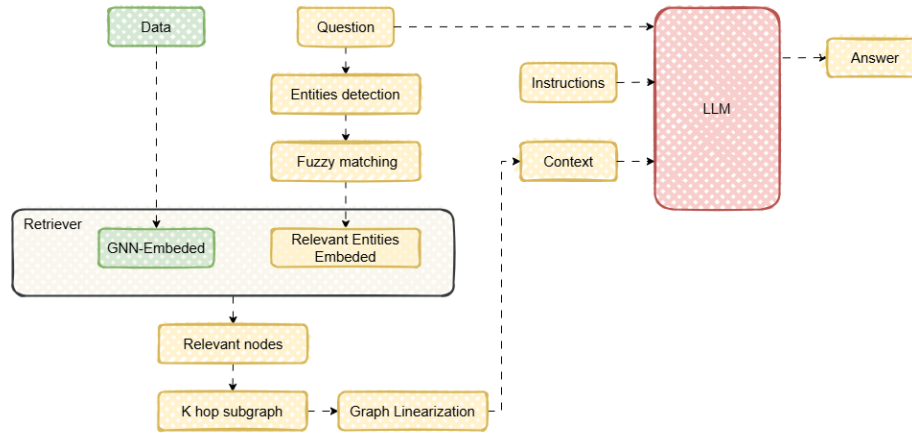 Data
Question
Entities detection
Instructions
LLM
Answer
Fuzzy matching
Context
Retriever
GNN-Embeded
Relevant Entities
Embeded
Relevant nodes
K hop subgraph
Graph Linearization